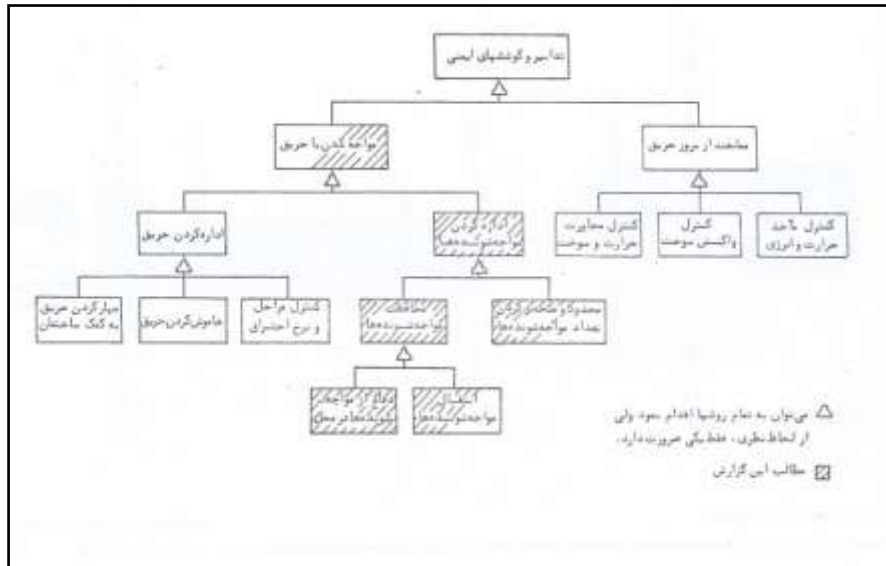 تدابیر و کوششهای ایمنی
ممانعت از بروز حریق
مواجه شدن با حریق
کنترل مآخذ
حرارت و انرژی
کنترل
واکنش سوخت
کنترل مجاورت
حرارت و سوخت
اداره کردن
مواجه‌شونده‌ها
اداره کردن حریق
محدود و مشخص کردن
تعداد مواجه‌شونده‌ها
محافظت
مواجه‌شونده‌ها
کنترل مراحل
و نرخ احتراق
خاموش کردن حریق
مهار کردن حریق
به کمک ساختمان
انتقال
مواجه‌شونده‌ها
دفاع از مواجه
شونده‌ها در محل
می‌توان به تمام روشها اقدام نمود ولی
از لحاظ نظری، فقط یکی ضرورت دارد.
مطالب این گزارش